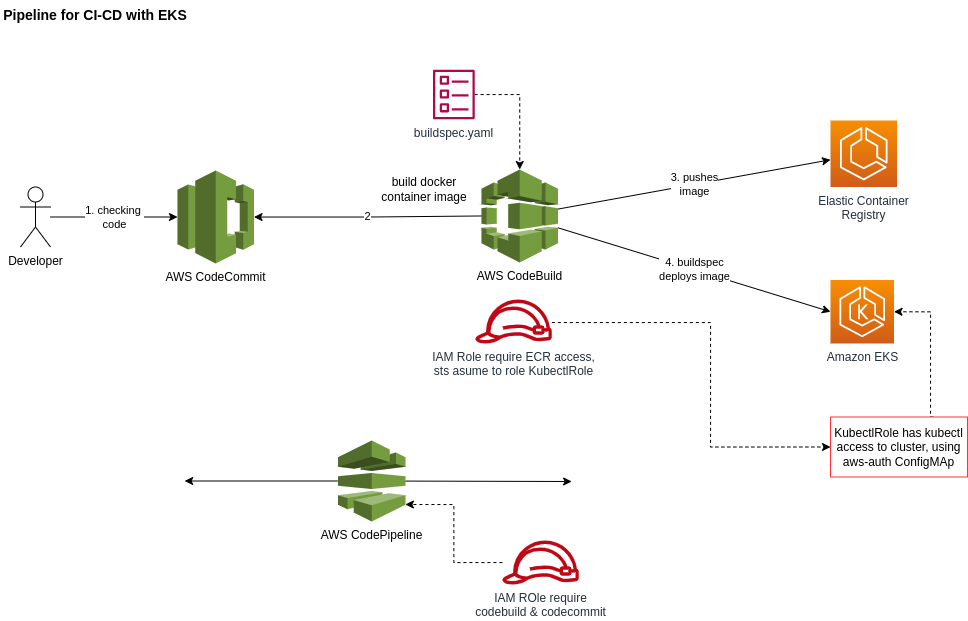 Pipeline for CI-CD with EKS
buildspec.yaml
build docker
container image
3. pushes
image
1. checking
code
2
Elastic Container
Registry
Developer
AWS CodeCommit
AWS CodeBuild
4. buildspec
deploys image
IAM Role require ECR access,
sts asume to role KubectlRole
Amazon EKS
KubectlRole has kubectl
access to cluster, using
aws-auth ConfigMAp
AWS CodePipeline
IAM ROle require
codebuild & codecommit